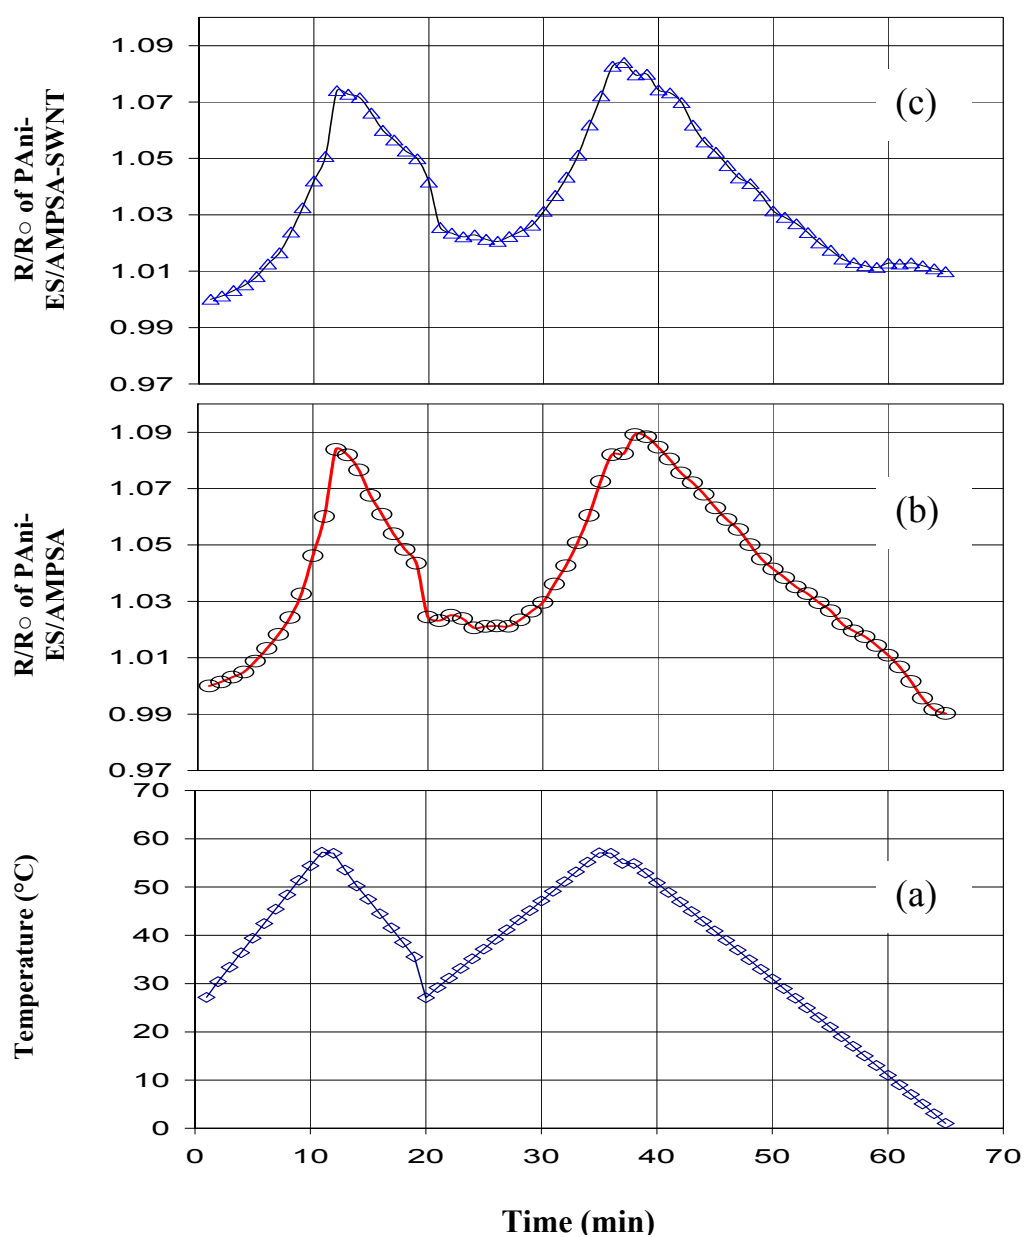 R/R○ of PAni-
ES/AMPSA-SWNT
1.09
1.07
1.05
1.03
1.01
0.99
0.97
(c)
R/R○ of PAni-
ES/AMPSA
1.09
1.07
1.05
1.03
1.01
0.99
0.97
(b)
Temperature (°C)
70
60
50
40
30
20
10
0
(a)
0 10 20 30 40 50 60 70
Time (min)